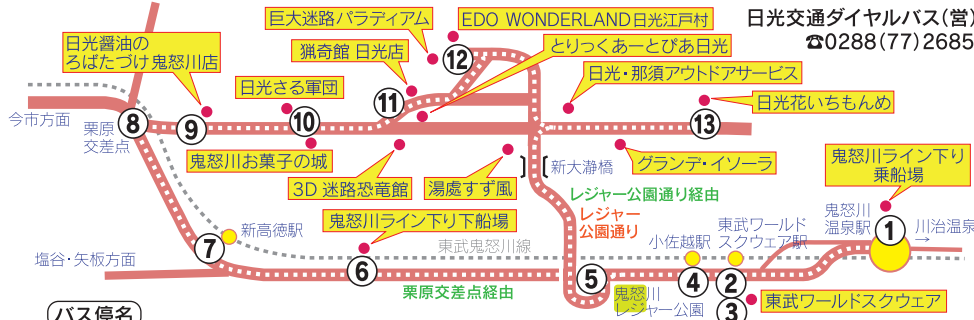 巨大迷路パラディアム
EDO WONDERLAND日光江戸村
日光交通ダイヤルバス(営)
☎0288(77)2685
日光醤油の
ろばたづけ鬼怒川店
猟奇館 日光店
⑫
とりっくあーとぴあ日光
日光さる軍団
⑪
日光・那須アウトドアサービス
日光花いちもんめ
今市方面
⑧
栗原
交差点
⑨
⑩
⑬
鬼怒川お菓子の城
3D 迷路恐竜館
湯處すず風
新大瀞橋
グランデ・イソーラ
鬼怒川ライン下り
乗船場
レジャー公園通り経由
レジャー
公園通り
鬼怒川ライン下り下船場
新高徳駅
東武鬼怒川線
小佐越駅
東武ワールド
スクウェア駅
鬼怒川
温泉駅
①
川治温泉
→
塩谷・矢板方面
⑦
⑥
⑤
④
②
③
栗原交差点経由
鬼怒川
レジャー公園
東武ワールドスクウェア
バス停名